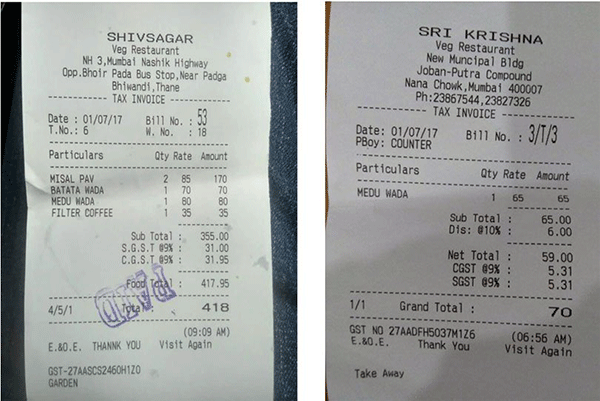 SHIVSAGAR
Veg Restaurant
NH 3,Mumbai Nashik Highway
Opp.Bhoir Pada Bus Stop,Near Padga
Bhiwandi,Thane
TAX INVOICE
Date : 01/07/17 Bill No. : 53
T.No.: 6 W. No. : 18
Particulars Qty Rate Amount
MISAL PAV 2 85 170
BATATA WADA 1 70 70
MEDU WADA 1 80 80
FILTER COFFEE 1 35 35
Sub Total : 355.00
S.G.S.T @9% : 31.00
C.G.S.T @9% : 31.95
Food Total : 417.95
4/5/1 Total : 418
PAID
(09:09 AM)
E.&O.E. THANNK YOU Visit Again
GST-27AASCS2460H1Z0
GARDEN
SRI KRISHNA
Veg Restaurant
New Muncipal Bldg
Joban-Putra Compound
Nana Chowk,Mumbai 400007
Ph:23867544,23827326
TAX INVOICE
Date: 01/07/17 Bill No. : 3/T/3
PBoy: COUNTER
Particulars Qty Rate Amount
MEDU WADA 1 65 65
Sub Total : 65.00
Dis: @10% : 6.00
Net Total : 59.00
CGST @9% : 5.31
SGST @9% : 5.31
1/1 Grand Total : 70
GST NO 27AADFH5037M1Z6 (06:56 AM)
E.&O.E. Thank You Visit Again
Take Away